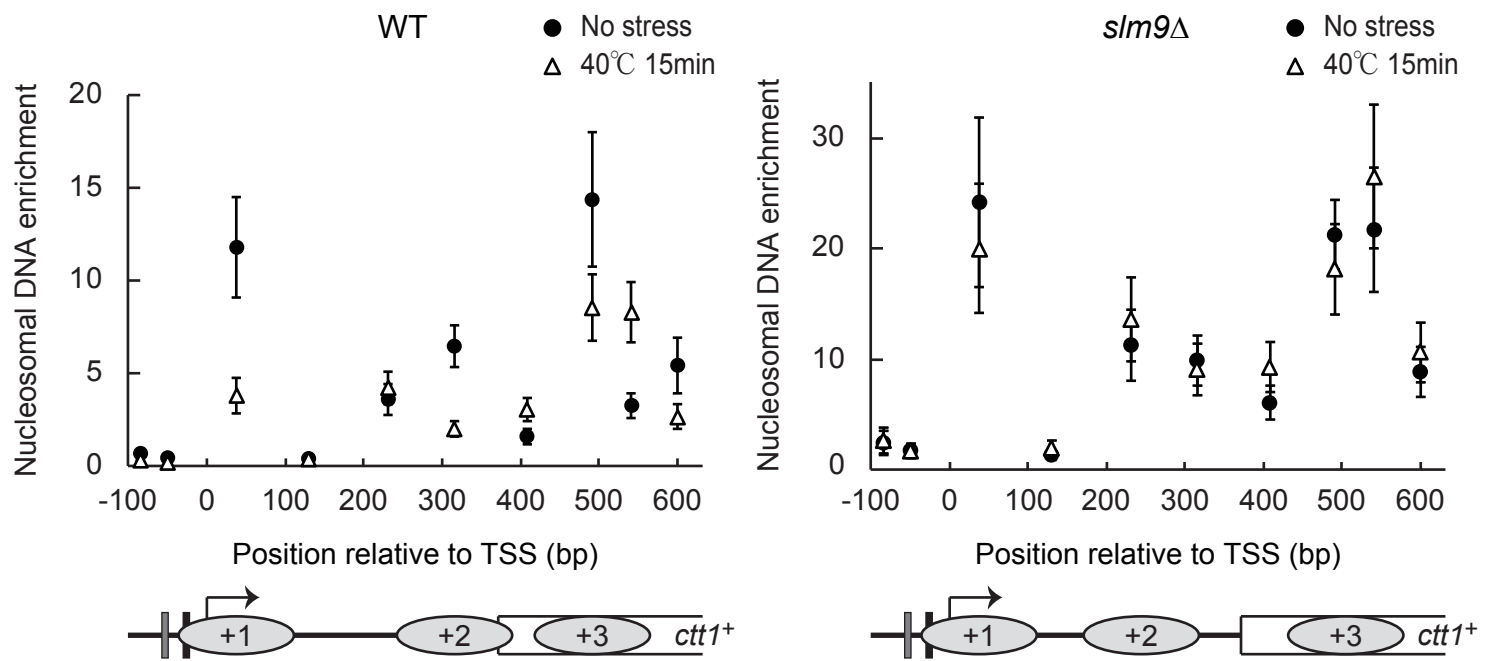 WT
● No stress
△ 40℃ 15min
Nucleosomal DNA enrichment
20
15
10
5
0
-100 0 100 200 300 400 500 600
Position relative to TSS (bp)
+1 +2 +3 ctt1⁺
slm9Δ
● No stress
△ 40℃ 15min
Nucleosomal DNA enrichment
30
20
10
0
-100 0 100 200 300 400 500 600
Position relative to TSS (bp)
+1 +2 +3 ctt1⁺